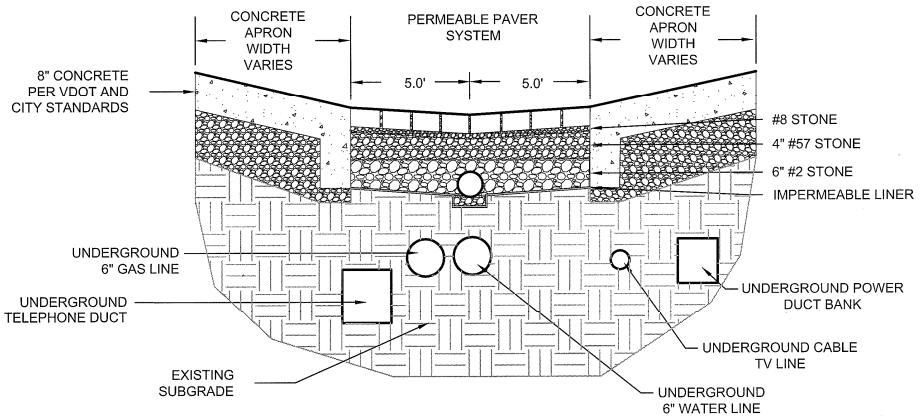 CONCRETE
APRON
WIDTH
VARIES
PERMEABLE PAVER
SYSTEM
CONCRETE
APRON
WIDTH
VARIES
5.0'
5.0'
8" CONCRETE
PER VDOT AND
CITY STANDARDS
#8 STONE
4" #57 STONE
6" #2 STONE
IMPERMEABLE LINER
UNDERGROUND
6" GAS LINE
UNDERGROUND
TELEPHONE DUCT
EXISTING
SUBGRADE
UNDERGROUND POWER
DUCT BANK
UNDERGROUND CABLE
TV LINE
UNDERGROUND
6" WATER LINE